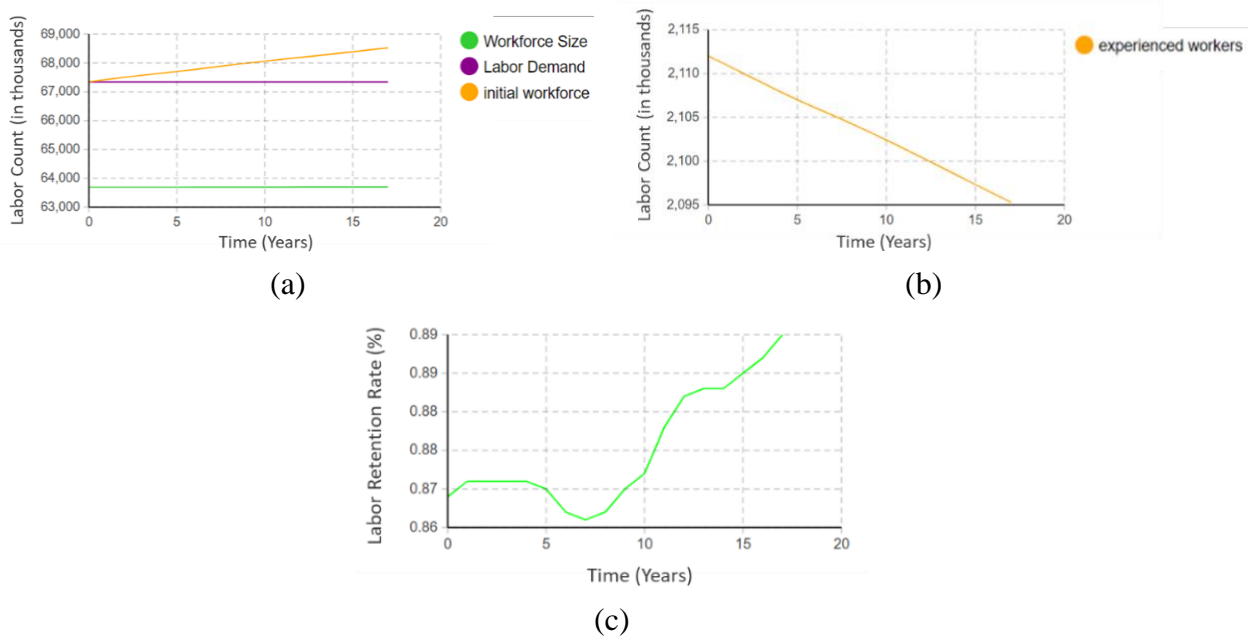 Labor Count (in thousands)
69,000
68,000
67,000
66,000
65,000
64,000
63,000
0 5 10 15 20
Time (Years)
Workforce Size
Labor Demand
initial workforce
(a)
Labor Count (in thousands)
2,115
2,110
2,105
2,100
2,095
0 5 10 15 20
Time (Years)
experienced workers
(b)
Labor Retention Rate (%)
0.89
0.89
0.88
0.88
0.87
0.86
0 5 10 15 20
Time (Years)
(c)